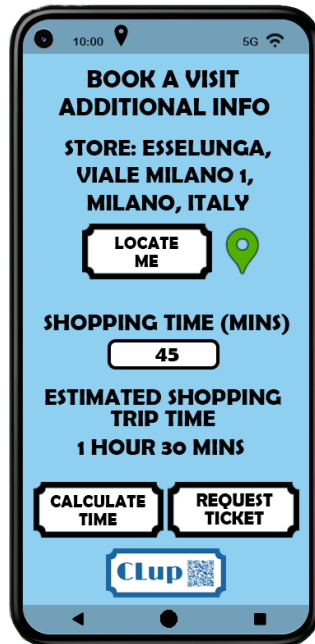 10:00 5G
BOOK A VISIT
ADDITIONAL INFO
STORE: ESSELUNGA,
VIALE MILANO 1,
MILANO, ITALY
LOCATE
ME
SHOPPING TIME (MINS)
45
ESTIMATED SHOPPING
TRIP TIME
1 HOUR 30 MINS
CALCULATE
TIME
REQUEST
TICKET
CLup